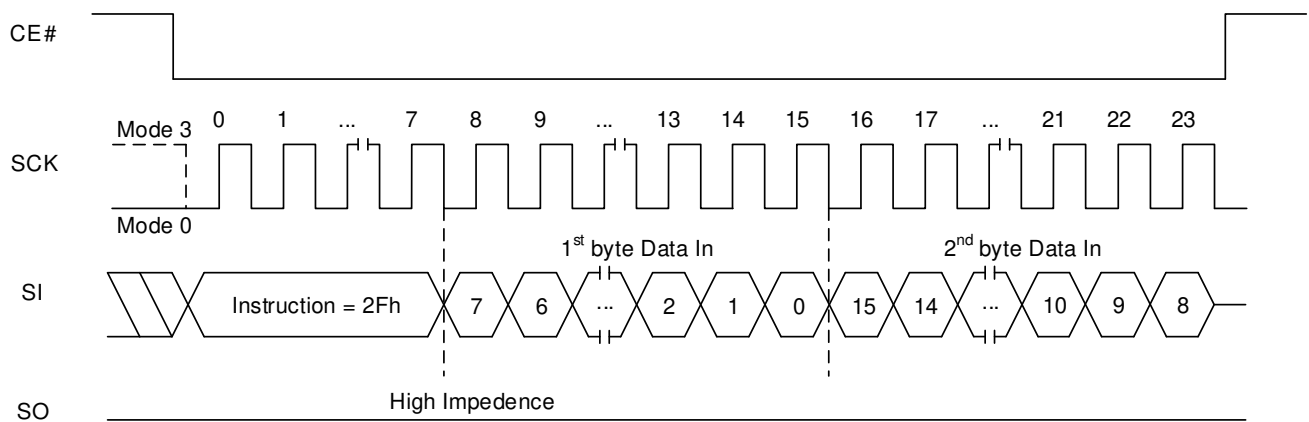 CE#
0 1 ... 7 8 9 ... 13 14 15 16 17 ... 21 22 23
Mode 3
SCK
Mode 0
1st byte Data In 2nd byte Data In
SI Instruction = 2Fh 7 6 ... 2 1 0 15 14 ... 10 9 8
High Impedence
SO